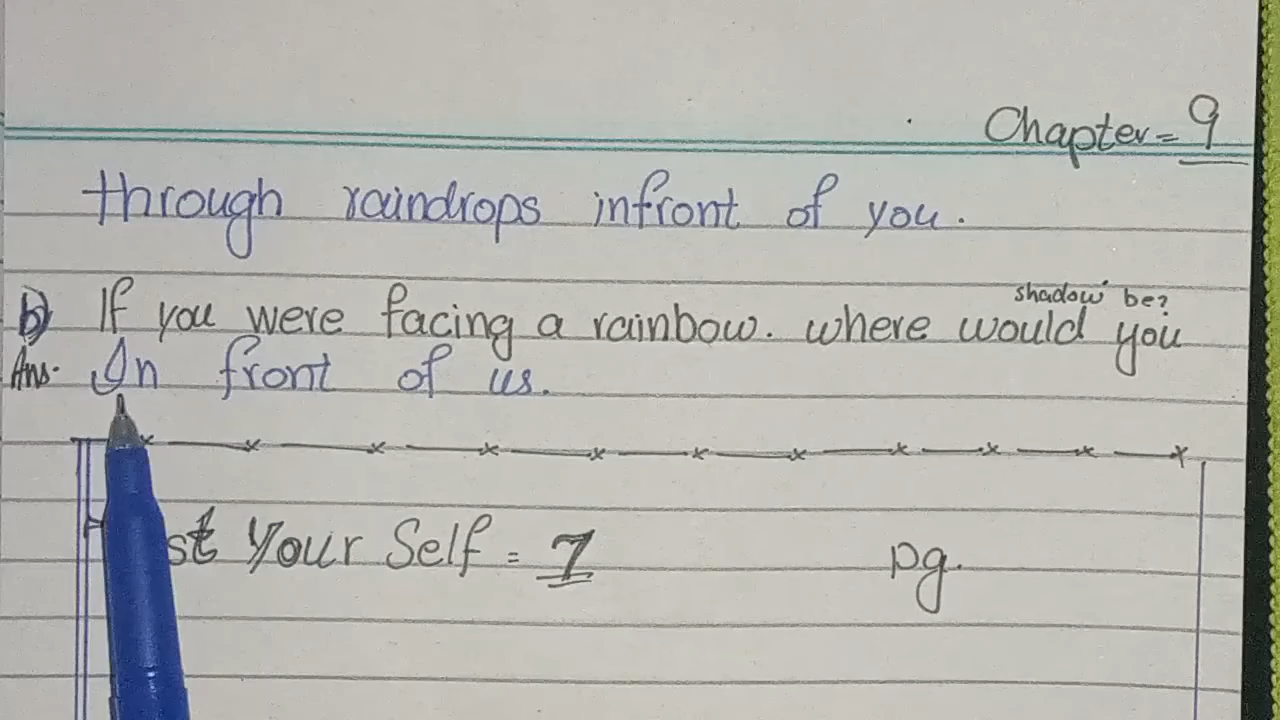 Chapter=9
through raindrops infront of you.
shadow be?
b) If you were facing a rainbow. where would you
Ans. In front of us.
st Your Self = 7 pg.